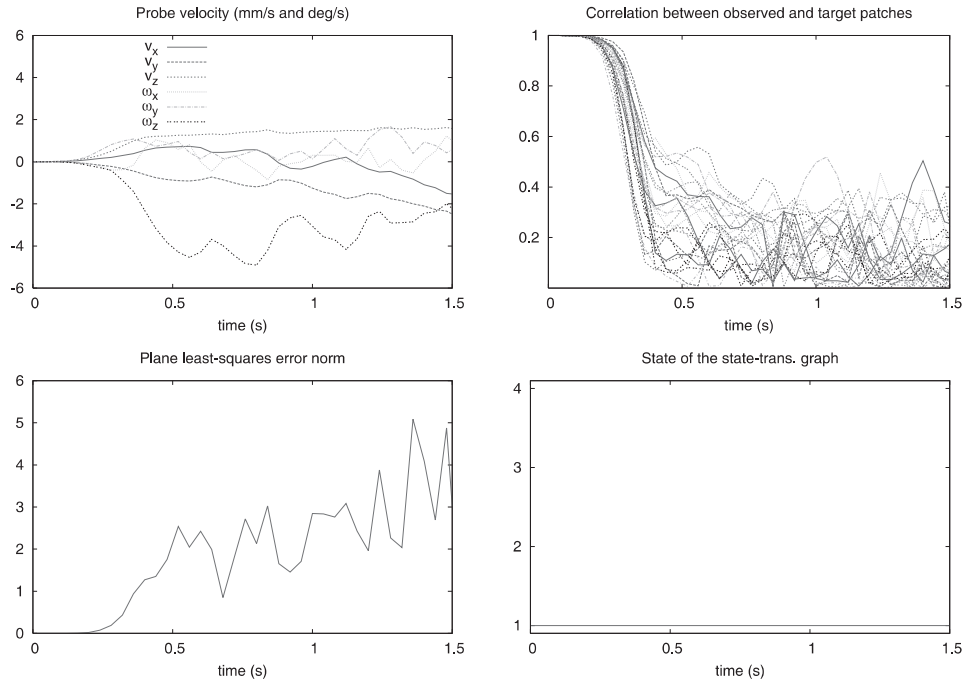 Probe velocity (mm/s and deg/s)
6
4
2
0
-2
-4
-6
v_x
v_y
v_z
ω_x
ω_y
ω_z
0 0.5 1 1.5
time (s)
Correlation between observed and target patches
1
0.8
0.6
0.4
0.2
0 0.5 1 1.5
time (s)
Plane least-squares error norm
6
5
4
3
2
1
0
0 0.5 1 1.5
time (s)
State of the state-trans. graph
4
3
2
1
0 0.5 1 1.5
time (s)